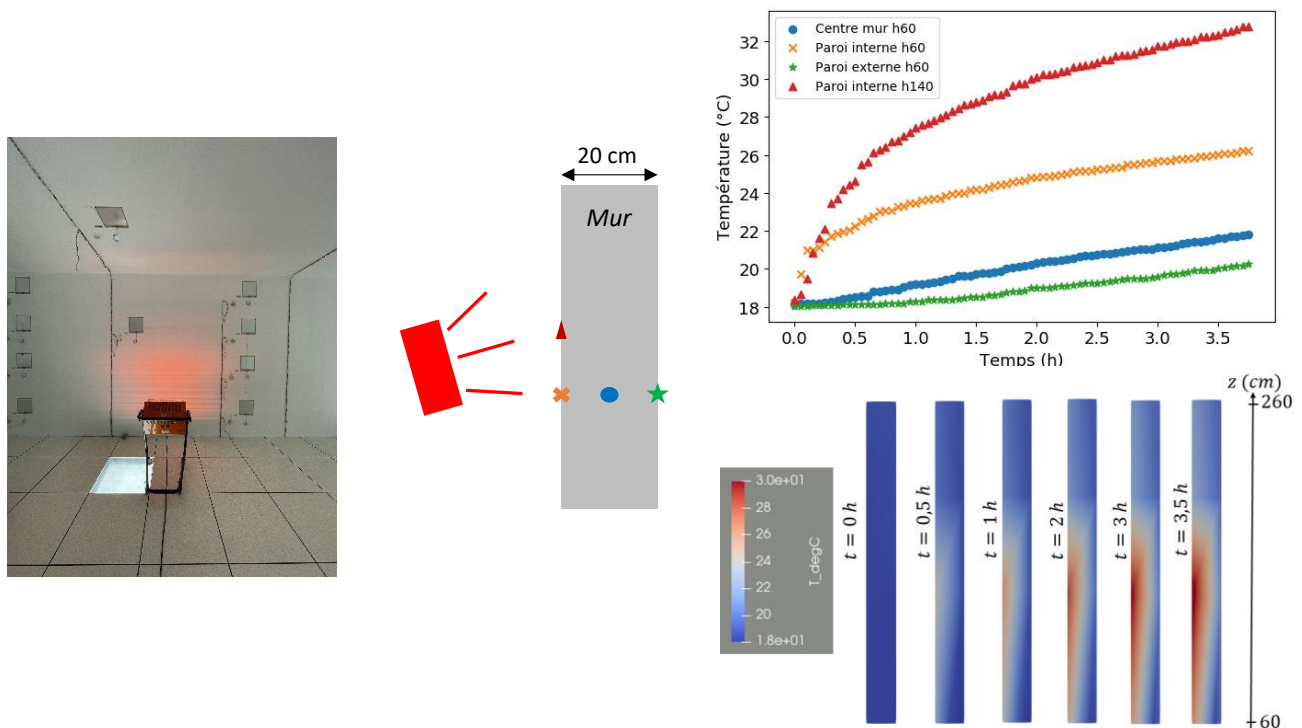 20 cm
Mur
Centre mur h60
Paroi interne h60
Paroi externe h60
Paroi interne h140
Température (°C)
32
30
28
26
24
22
20
18
0.0 0.5 1.0 1.5 2.0 2.5 3.0 3.5
Temps (h)
z (cm)
260
60
3.0e+01
28
26
24
22
20
1.8e+01
T_degC
t = 0 h
t = 0,5 h
t = 1 h
t = 2 h
t = 3 h
t = 3,5 h